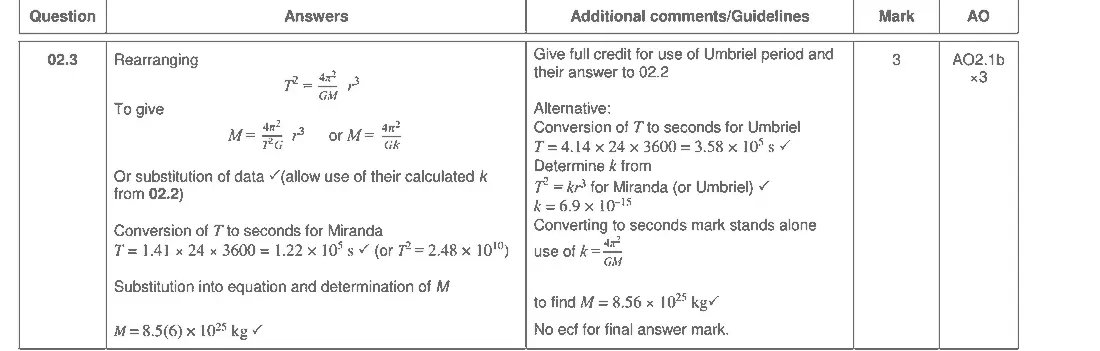 Question Answers Additional comments/Guidelines Mark AO
02.3 Rearranging
T² = 4π²/GM r³
To give
M = 4π²/T²G r³ or M = 4π²/Gk
Or substitution of data ✓(allow use of their calculated k
from 02.2)
Conversion of T to seconds for Miranda
T = 1.41 × 24 × 3600 = 1.22 × 10⁵ s ✓ (or T² = 2.48 × 10¹⁰)
Substitution into equation and determination of M
M = 8.5(6) × 10²⁵ kg ✓
Give full credit for use of Umbriel period and
their answer to 02.2
Alternative:
Conversion of T to seconds for Umbriel
T = 4.14 × 24 × 3600 = 3.58 × 10⁵ s ✓
Determine k from
T² = kr³ for Miranda (or Umbriel) ✓
k = 6.9 × 10⁻¹⁵
Converting to seconds mark stands alone
use of k = 4π²/GM
to find M = 8.56 × 10²⁵ kg✓
No ecf for final answer mark.
3
AO2.1b
×3